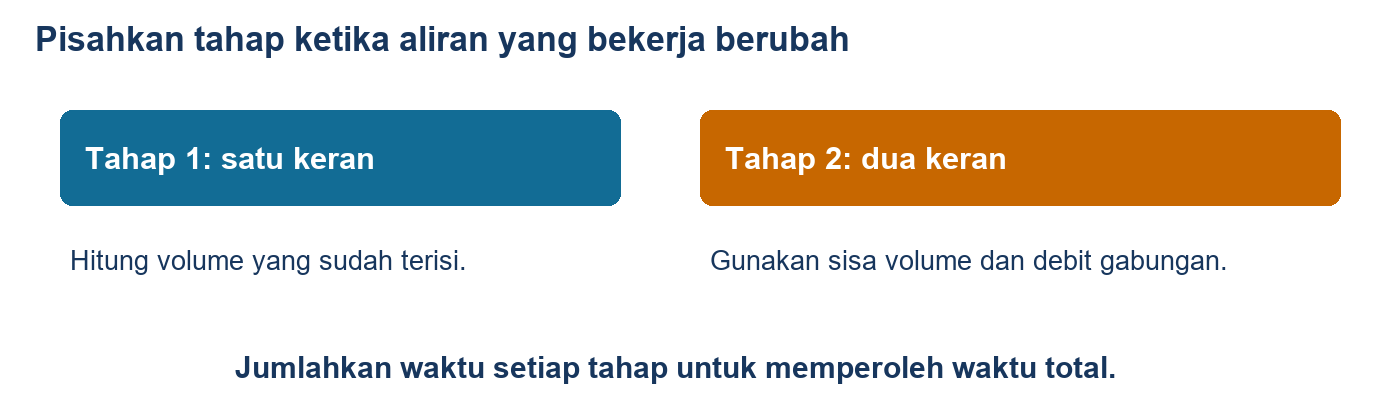 Pisahkan tahap ketika aliran yang bekerja berubah
Tahap 1: satu keran
Hitung volume yang sudah terisi.
Tahap 2: dua keran
Gunakan sisa volume dan debit gabungan.
Jumlahkan waktu setiap tahap untuk memperoleh waktu total.